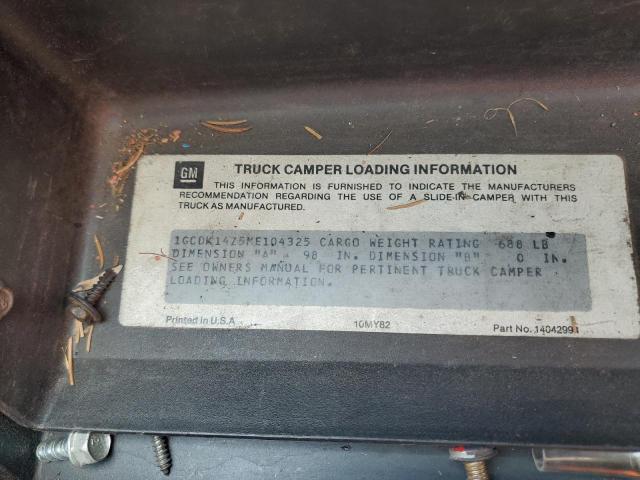 GM
TRUCK CAMPER LOADING INFORMATION
THIS INFORMATION IS FURNISHED TO INDICATE THE MANUFACTURERS
RECOMMENDATION REGARDING THE USE OF A SLIDE-IN CAMPER WITH THIS
TRUCK AS MANUFACTURED.
1GCDK14Z5ME104325 CARGO WEIGHT RATING 688 LB
DIMENSION "A" 98 IN. DIMENSION "B" 0 IN.
SEE OWNERS MANUAL FOR PERTINENT TRUCK CAMPER
LOADING INFORMATION.
Printed in U.S.A. 10MY82 Part No. 14042991